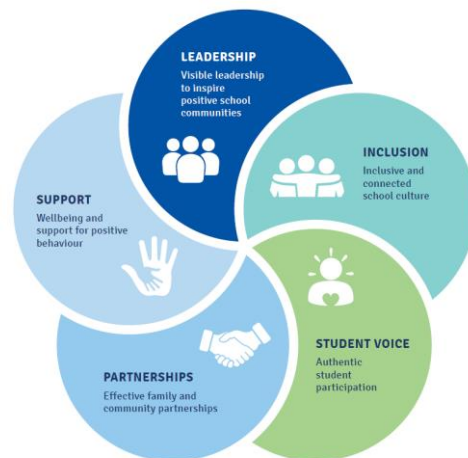 LEADERSHIP
Visible leadership
to inspire
positive school
communities
INCLUSION
Inclusive and
connected
school culture
STUDENT VOICE
Authentic
student
participation
PARTNERSHIPS
Effective family and
community partnerships
SUPPORT
Wellbeing and
support for positive
behaviour